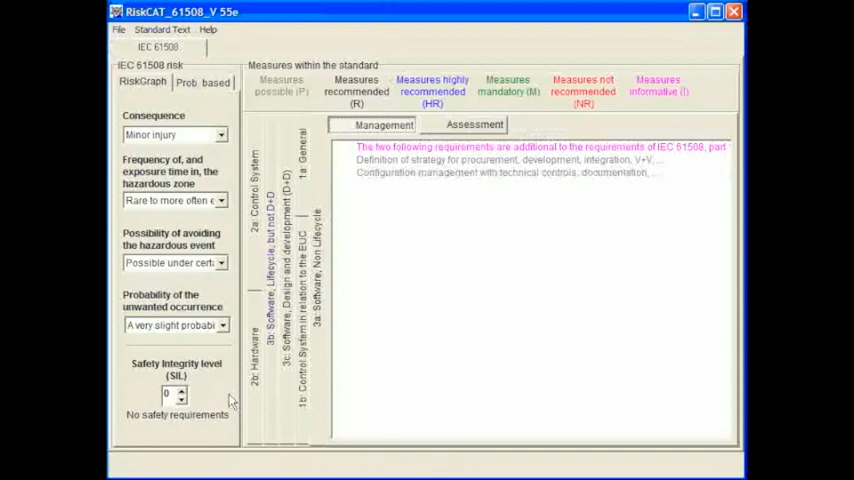 RiskCAT_61508_V 55e
File Standard Text Help
IEC 61508
IEC 61508 risk
RiskGraph Prob. based
Consequence
Minor injury
Frequency of, and
exposure time in, the
hazardous zone
Rare to more often
Possibility of avoiding
the hazardous event
Possible under
Probability of the
unwanted occurrence
A very slight
Safety Integrity level
(SIL)
0
No safety requirements
Measures within the standard
Measures
possible (P)
Measures
recommended
(R)
Measures highly
recommended
(HR)
Measures
mandatory (M)
Measures not
recommended
(NR)
Measures
informative (I)
2a: Control System
2b: Hardware
3b: Software, Lifecycle, but not D+D
3c: Software, Design and development (D+D)
1a: General
1b: Control System in relation to the EUC
3a: Software, Non Lifecycle
Management Assessment
The two following requirements are additional to the requirements of IEC 61508, part
Definition of strategy for procurement, development, integration, V+V, ...
Configuration management with technical controls, documentation, ...